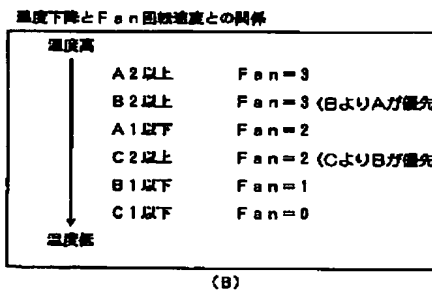 温度下降とFan回転速度との関係
温度高
A2以上 Fan=3
B2以上 Fan=3(BよりAが優先
A1以下 Fan=2
C2以上 Fan=2(CよりBが優先
B1以下 Fan=1
C1以下 Fan=0
温度低
(B)